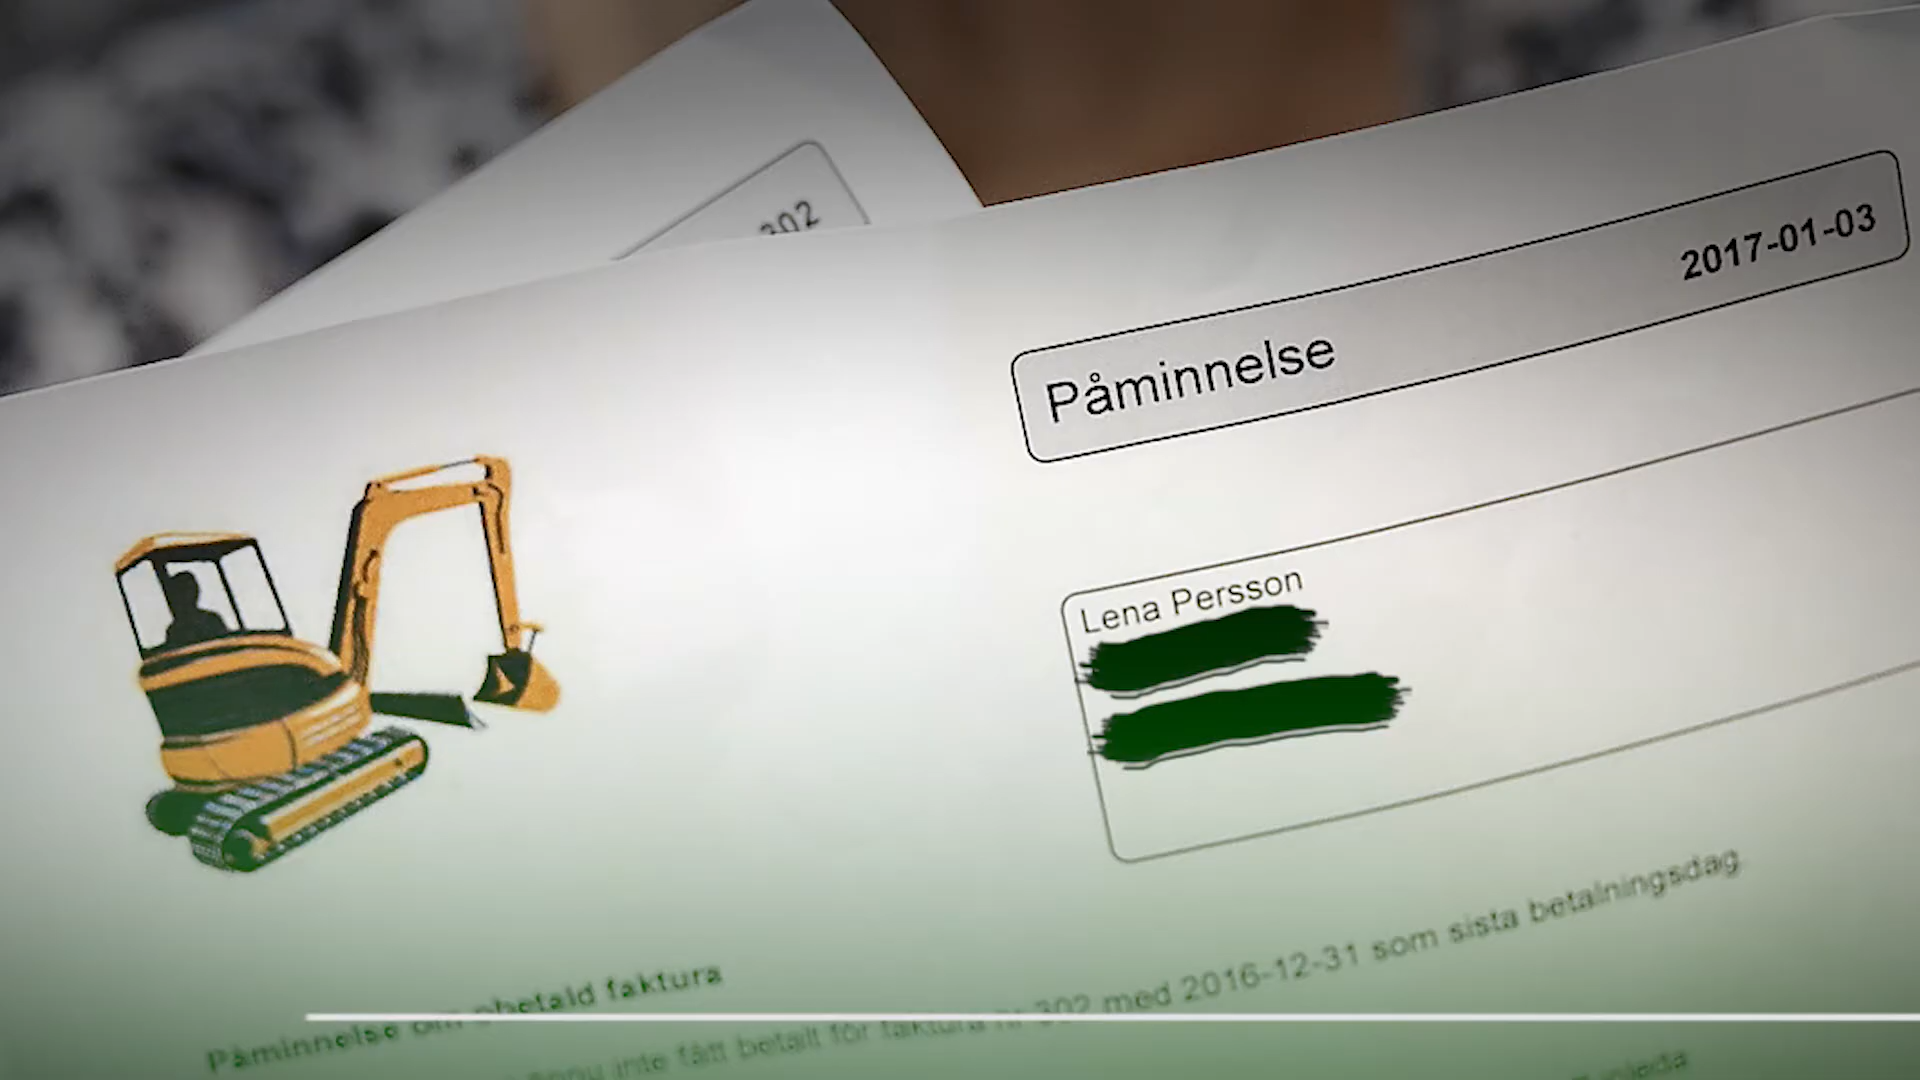 302
Påminnelse 2017-01-03
Lena Persson
Påminnelse om obetald faktura
ännu inte fått betalt för faktura nr 302 med 2016-12-31 som sista betalningsdag